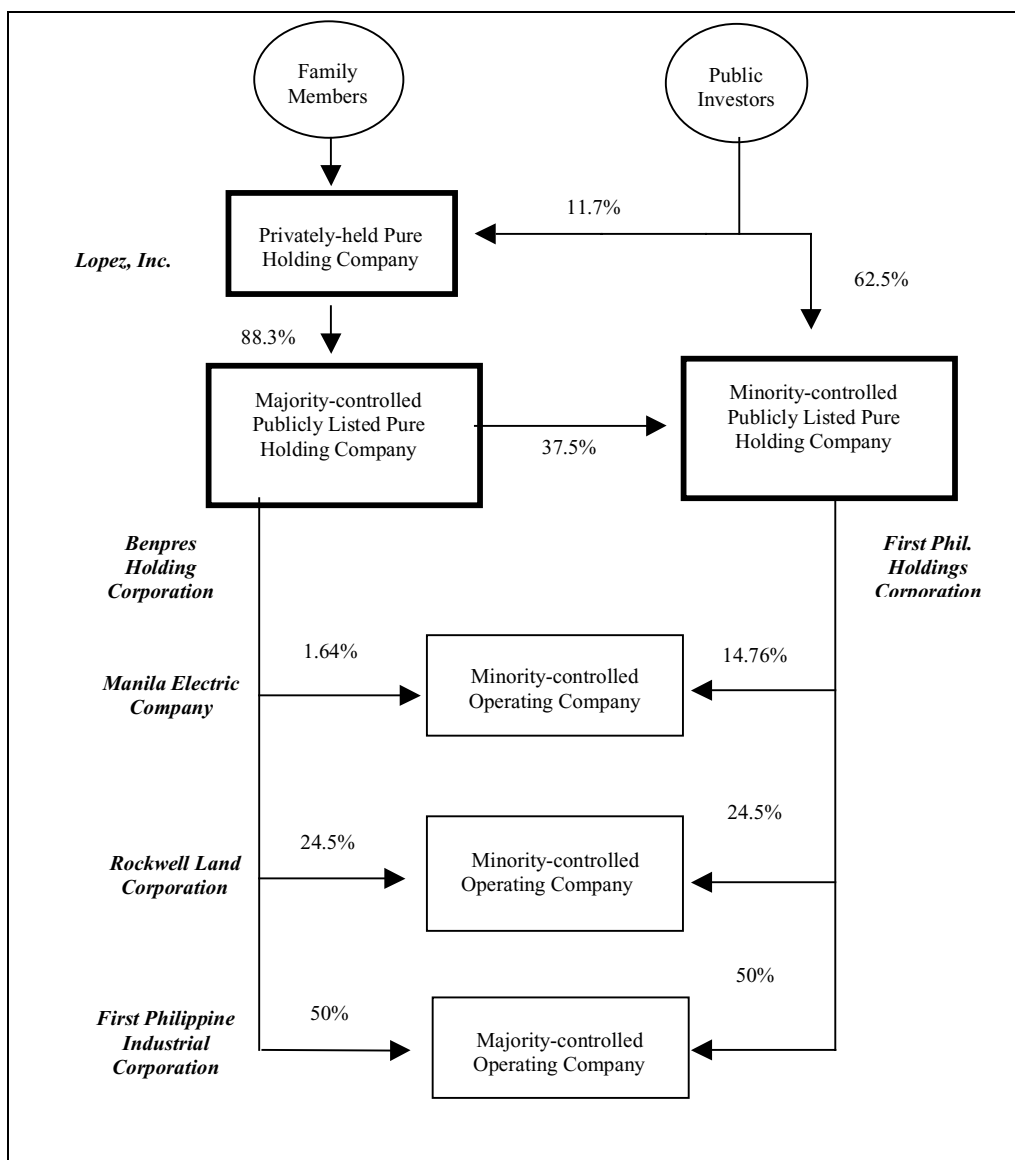 Family
Members
Public
Investors
11.7%
Privately-held Pure
Holding Company
Lopez, Inc.
62.5%
88.3%
Majority-controlled
Publicly Listed Pure
Holding Company
37.5%
Minority-controlled
Publicly Listed Pure
Holding Company
Benpres
Holding
Corporation
First Phil.
Holdings
Corporation
1.64%
14.76%
Manila Electric
Company
Minority-controlled
Operating Company
24.5%
24.5%
Rockwell Land
Corporation
Minority-controlled
Operating Company
50%
50%
First Philippine
Industrial
Corporation
Majority-controlled
Operating Company